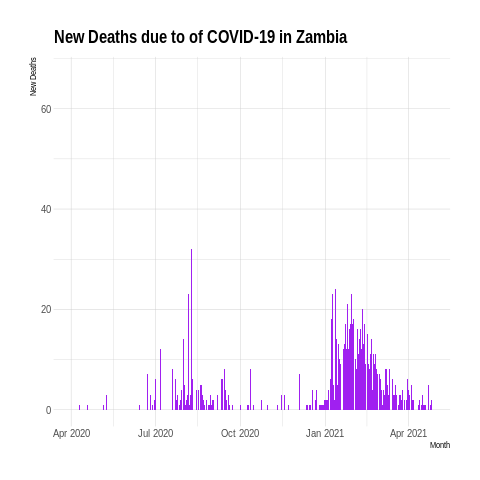 New Deaths due to of COVID-19 in Zambia
New Deaths
60
40
20
0
Apr 2020 Jul 2020 Oct 2020 Jan 2021 Apr 2021
Month